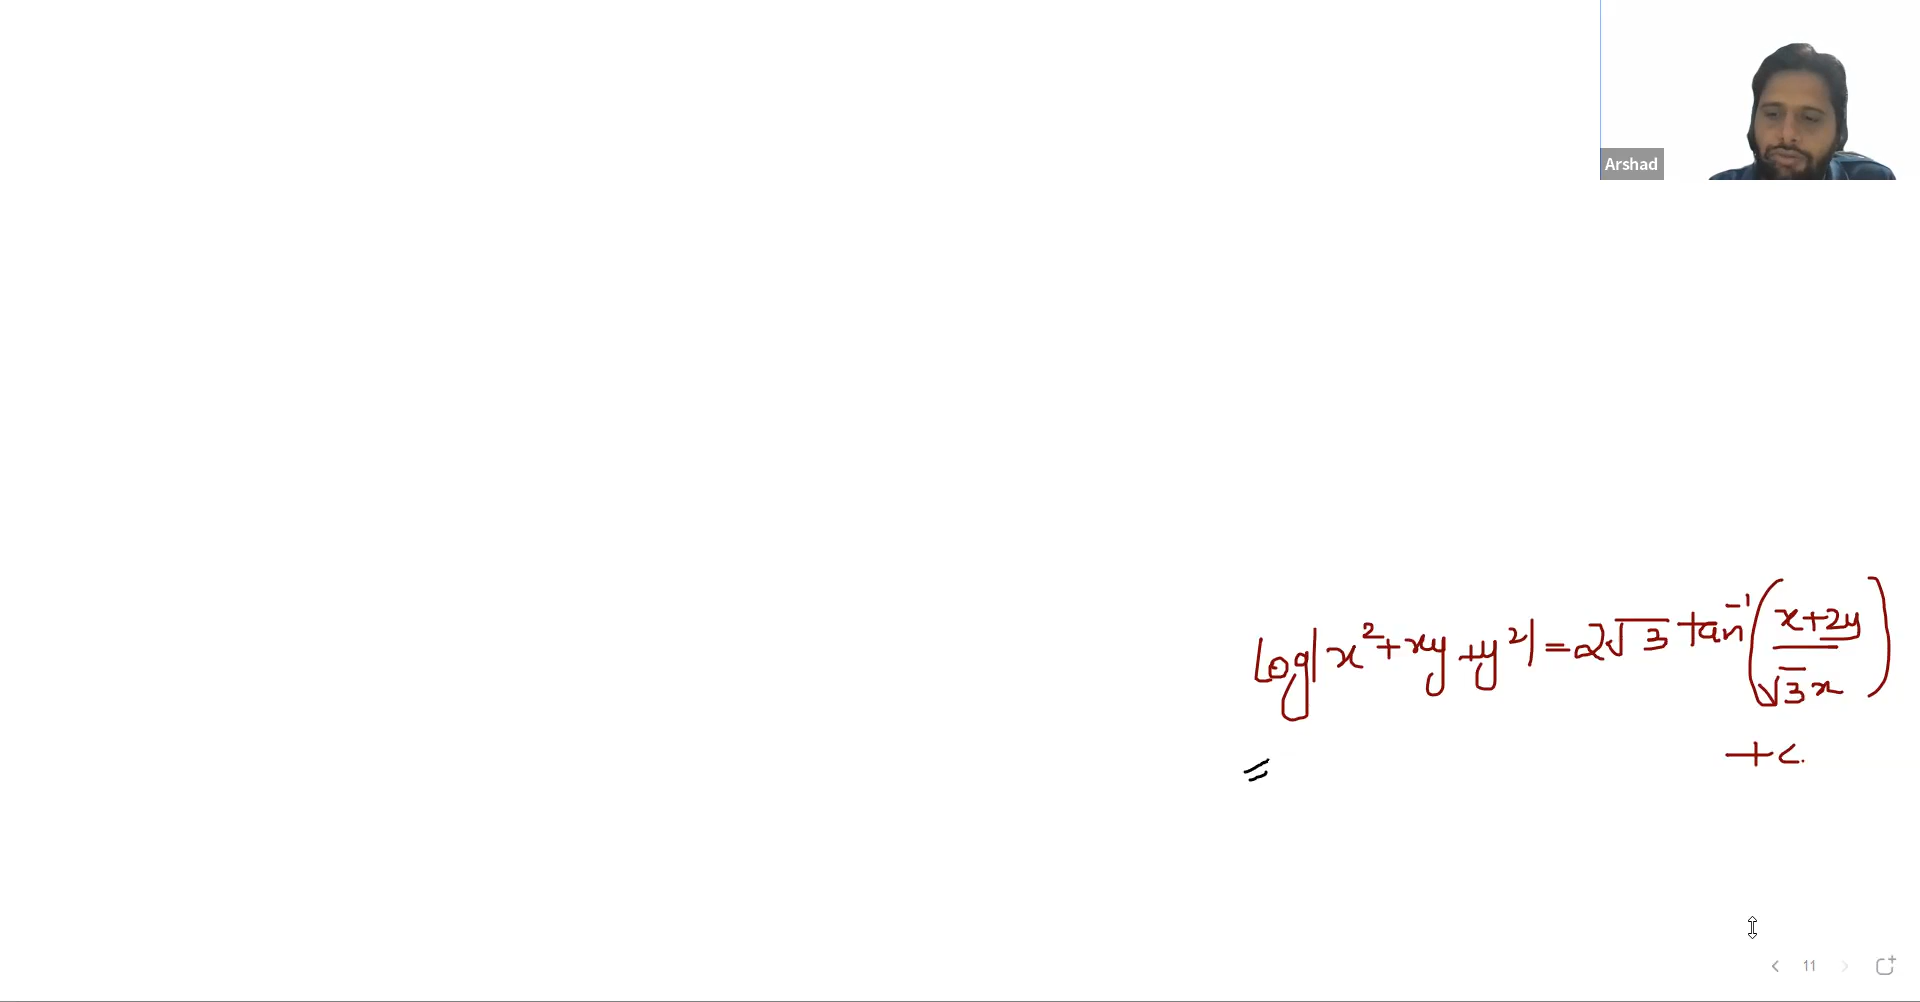 Arshad
log|x²+xy+y²|=2√3 tan⁻¹((x+2y)/(√3x))
+c.
=
11